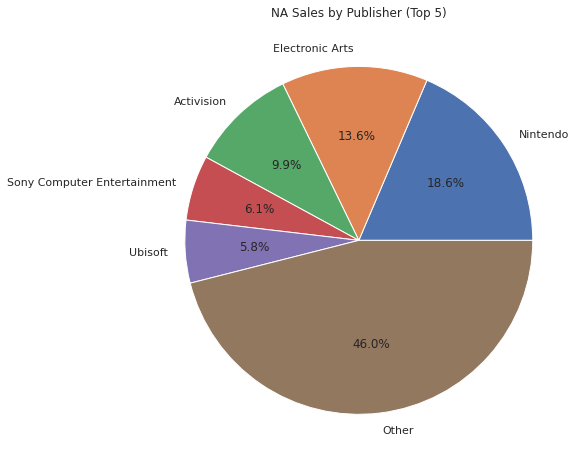 NA Sales by Publisher (Top 5)
Electronic Arts
Activision
Nintendo
13.6%
9.9%
18.6%
Sony Computer Entertainment
6.1%
Ubisoft
5.8%
46.0%
Other